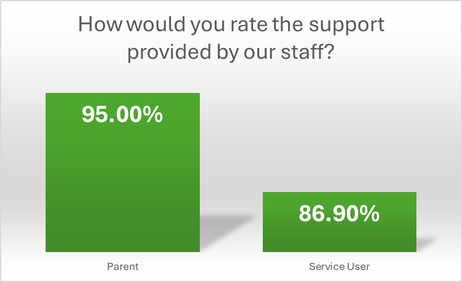 How would you rate the support
provided by our staff?
95.00%
86.90%
Parent
Service User